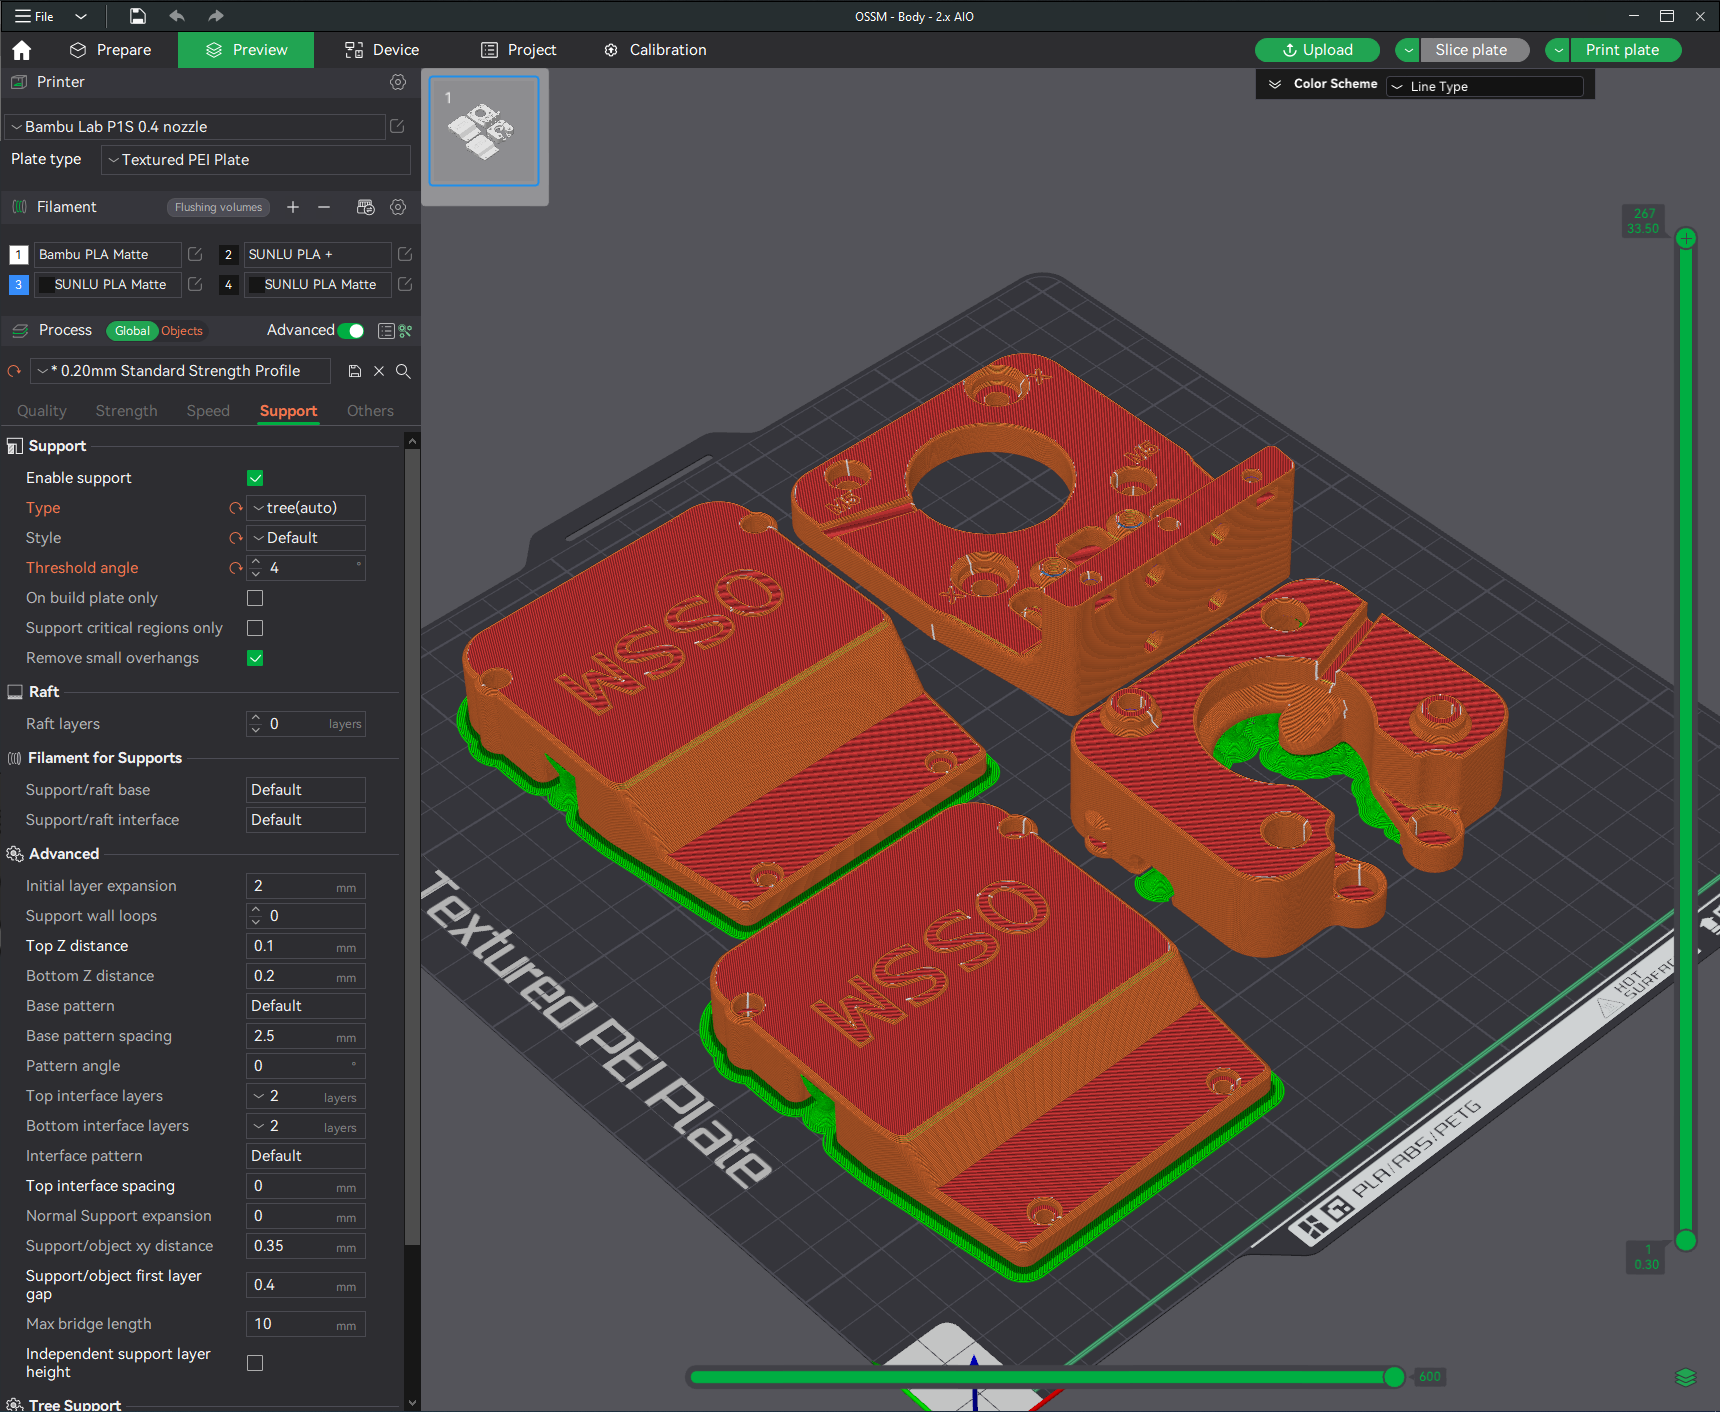 File
OSSM - Body - 2.x AIO
Prepare
Preview
Device
Project
Calibration
Upload
Slice plate
Print plate
Printer
Bambu Lab P1S 0.4 nozzle
Plate type
Textured PEI Plate
Filament
Flushing volumes
1 Bambu PLA Matte
2 SUNLU PLA +
3 SUNLU PLA Matte
4 SUNLU PLA Matte
Process
Global
Objects
Advanced
* 0.20mm Standard Strength Profile
Quality
Strength
Speed
Support
Others
Support
Enable support
Type
tree(auto)
Style
Default
Threshold angle
4 °
On build plate only
Support critical regions only
Remove small overhangs
Raft
Raft layers
0 layers
Filament for Supports
Support/raft base
Default
Support/raft interface
Default
Advanced
Initial layer expansion
2 mm
Support wall loops
0
Top Z distance
0.1 mm
Bottom Z distance
0.2 mm
Base pattern
Default
Base pattern spacing
2.5 mm
Pattern angle
0 °
Top interface layers
2 layers
Bottom interface layers
2 layers
Interface pattern
Default
Top interface spacing
0 mm
Normal Support expansion
0 mm
Support/object xy distance
0.35 mm
Support/object first layer
gap
0.4 mm
Max bridge length
10 mm
Independent support layer
height
Tree Support
1
Color Scheme
Line Type
267
33.50
M5
M5
OSSM
OSSM
Textured PEI Plate
HOT
PLA/ABS/PETG
1
0.30
600